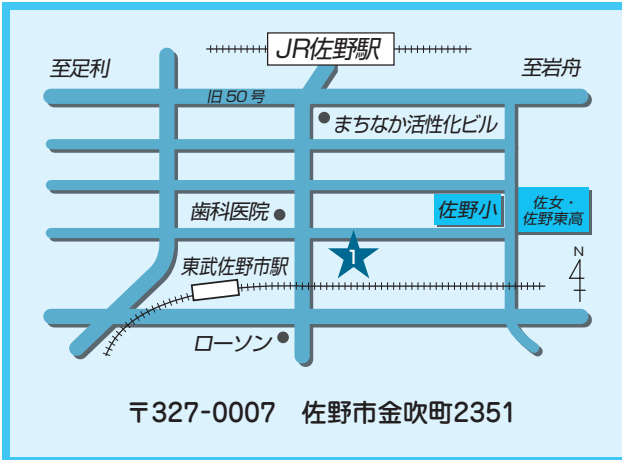 JR佐野駅
至足利
至岩舟
旧50号
まちなか活性化ビル
歯科医院
佐野小
佐女・
佐野東高
1
東武佐野市駅
N
4
ローソン
〒327-0007 佐野市金吹町2351